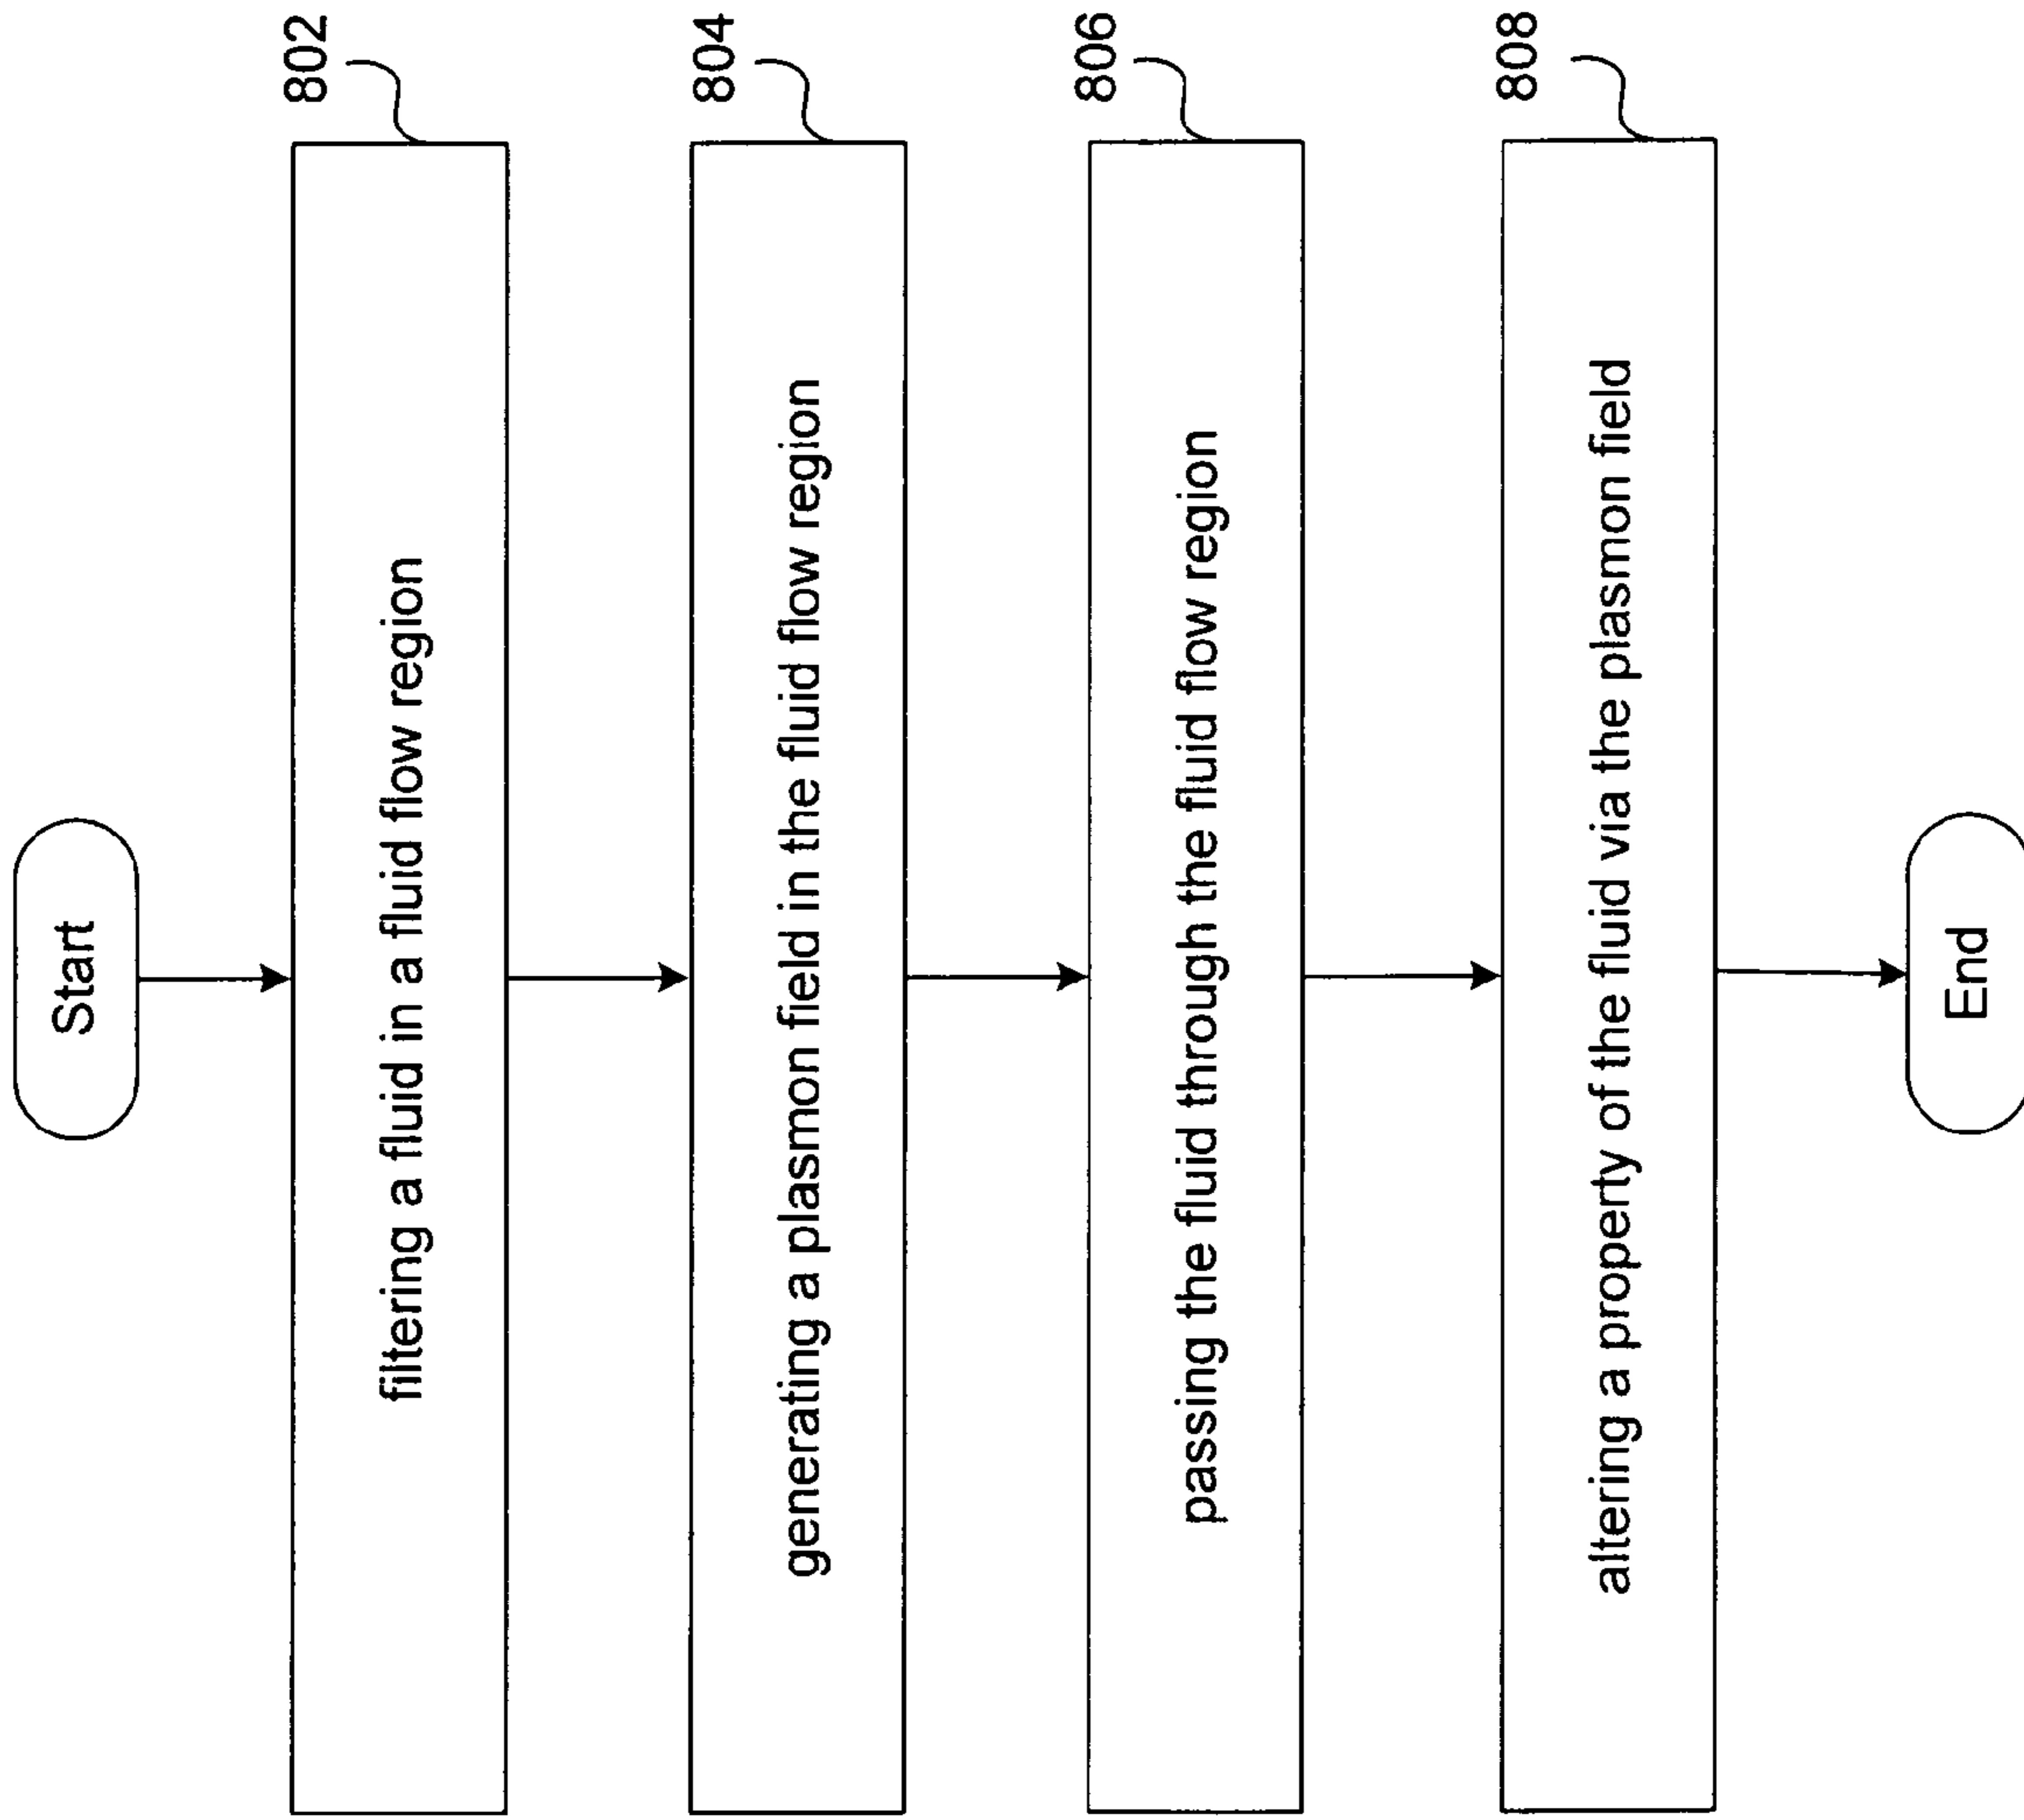 Start
802
filtering a fluid in a fluid flow region
804
generating a plasmon field in the fluid flow region
806
passing the fluid through the fluid flow region
808
altering a property of the fluid via the plasmon field
End